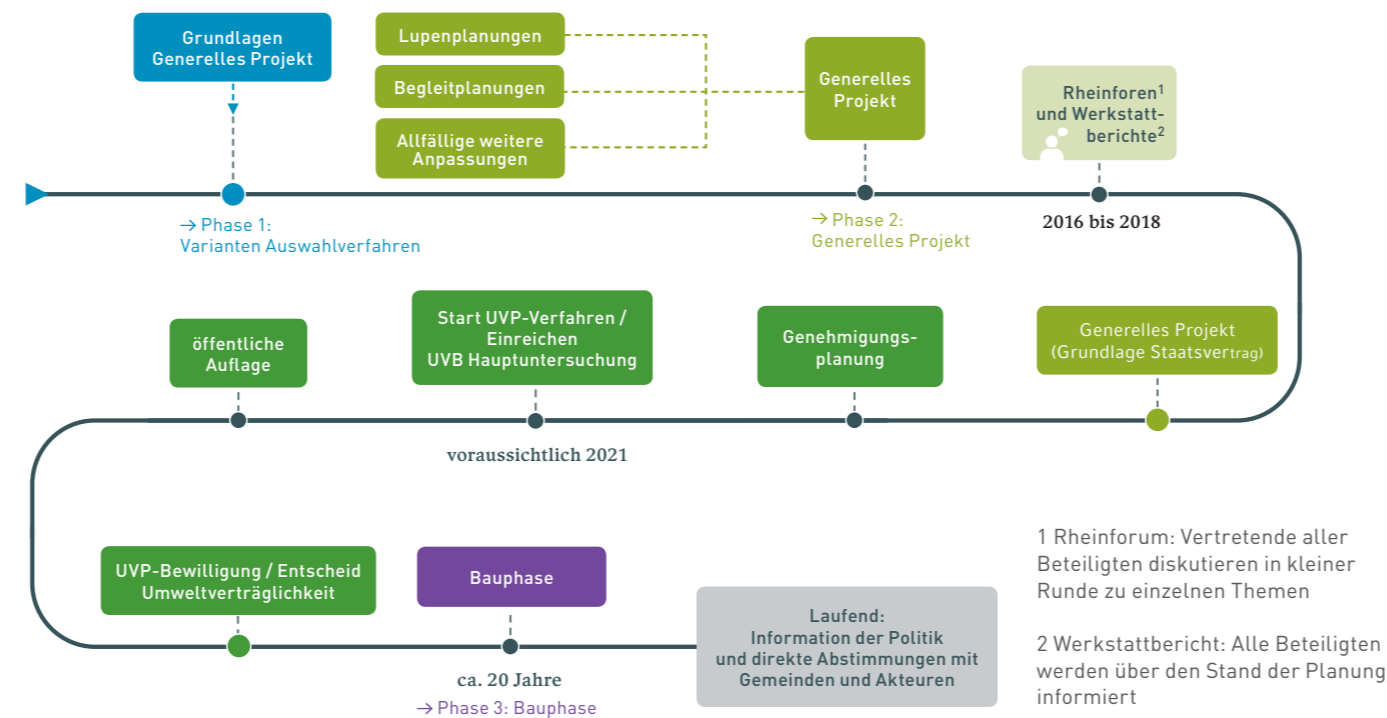 Grundlagen
Generelles Projekt
Lupenplanungen
Begleitplanungen
Allfällige weitere
Anpassungen
Generelles
Projekt
Rheinforen¹
und Werkstatt-
berichte²
→ Phase 1:
Varianten Auswahlverfahren
→ Phase 2:
Generelles Projekt
2016 bis 2018
öffentliche
Auflage
Start UVP-Verfahren /
Einreichen
UVB Hauptuntersuchung
Genehmigungs-
planung
Generelles Projekt
(Grundlage Staatsvertrag)
voraussichtlich 2021
UVP-Bewilligung / Entscheid
Umweltverträglichkeit
Bauphase
ca. 20 Jahre
→ Phase 3: Bauphase
Laufend:
Information der Politik
und direkte Abstimmungen mit
Gemeinden und Akteuren
1 Rheinforum: Vertretende aller
Beteiligten diskutieren in kleiner
Runde zu einzelnen Themen
2 Werkstattbericht: Alle Beteiligten
werden über den Stand der Planung
informiert